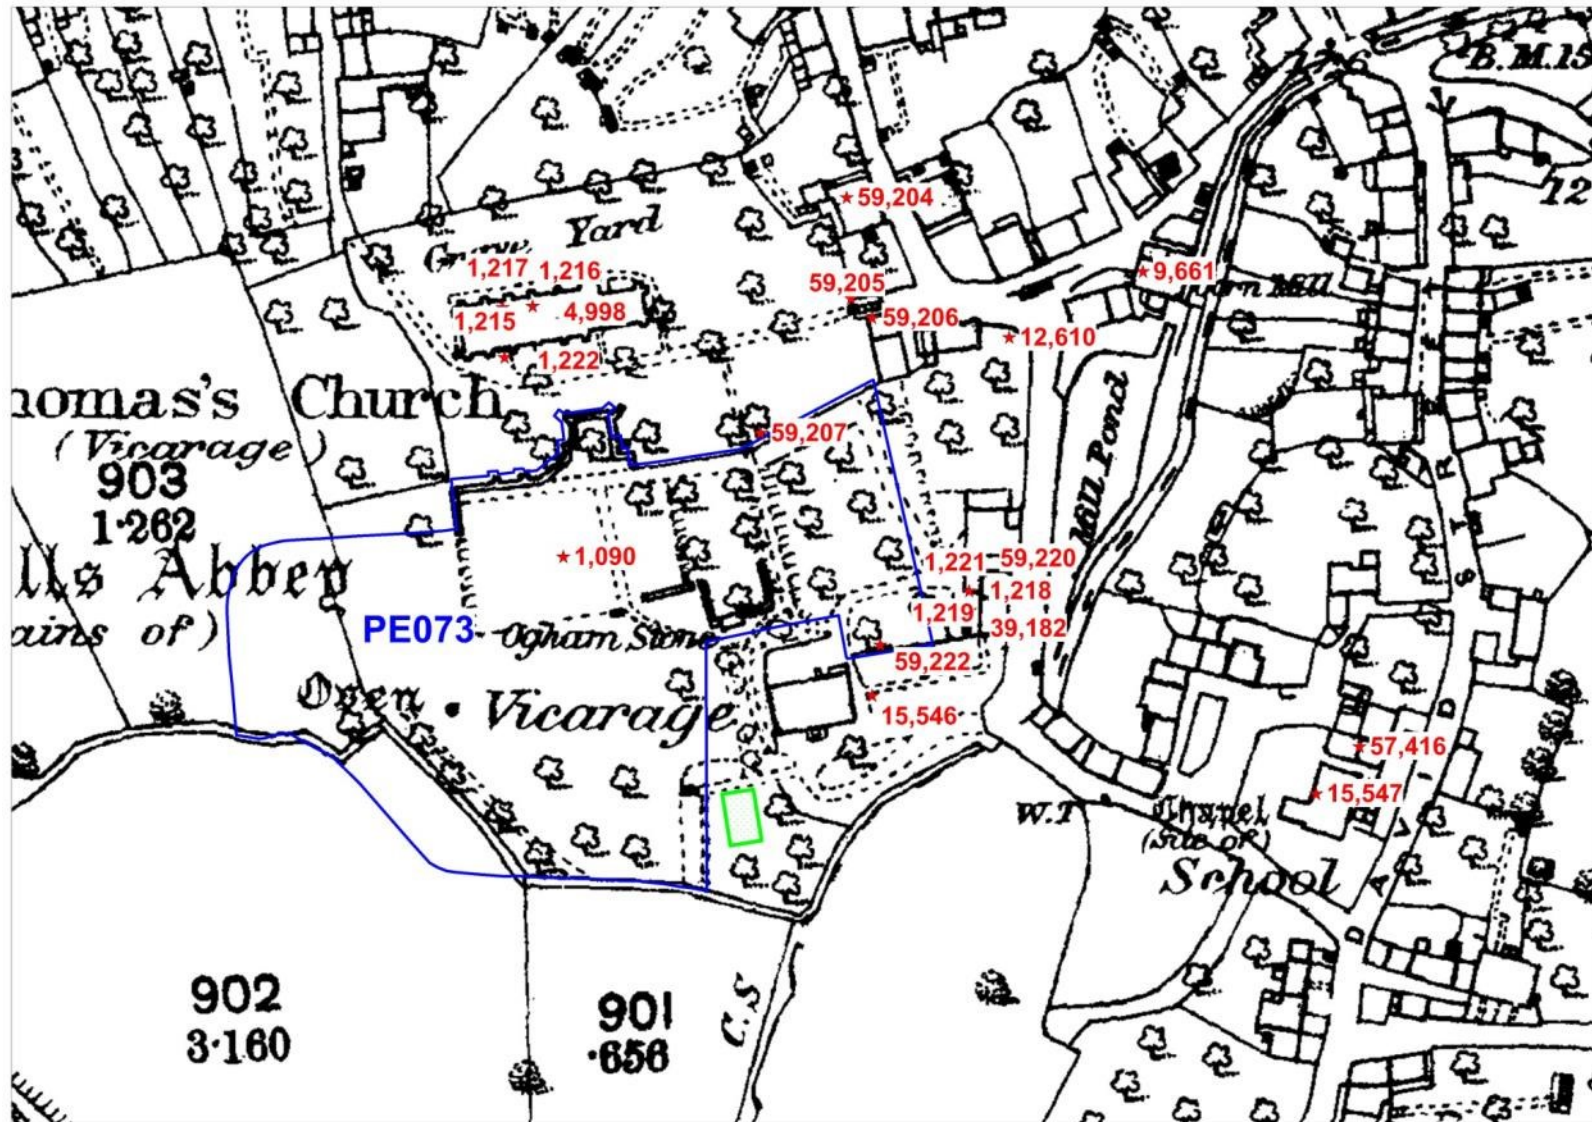 776
B.M.15
12
59,204
Grave Yard
1,217 1,216
9,661
59,205
1,215 4,998
59,206
12,610
1,222
homas's Church
(Vicarage)
59,207
903
1·262
Mill Pond
1,090
1,221 59,220
lls Abbey
1,218
1,219
ains of)
PE073
39,182
Ogham Stone
59,222
Vicarage
15,546
57,416
15,547
W.T
Chapel
(Site of)
School
902
3·160
901
·656
C.S